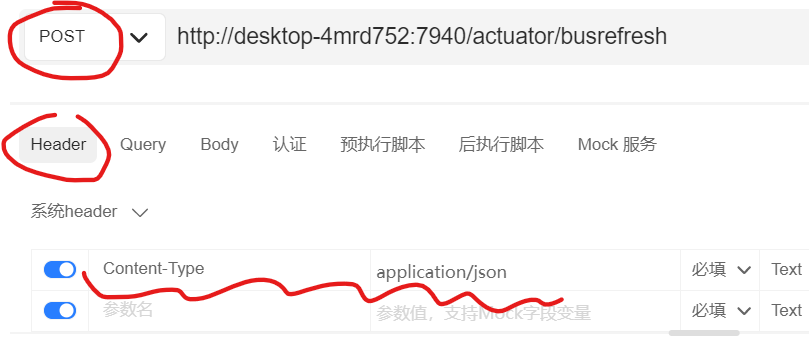 POST http://desktop-4mrd752:7940/actuator/busrefresh
Header Query Body 认证 预执行脚本 后执行脚本 Mock 服务
系统header
Content-Type application/json 必填 Text
参数名 参数值，支持Mock字段变量 必填 Text